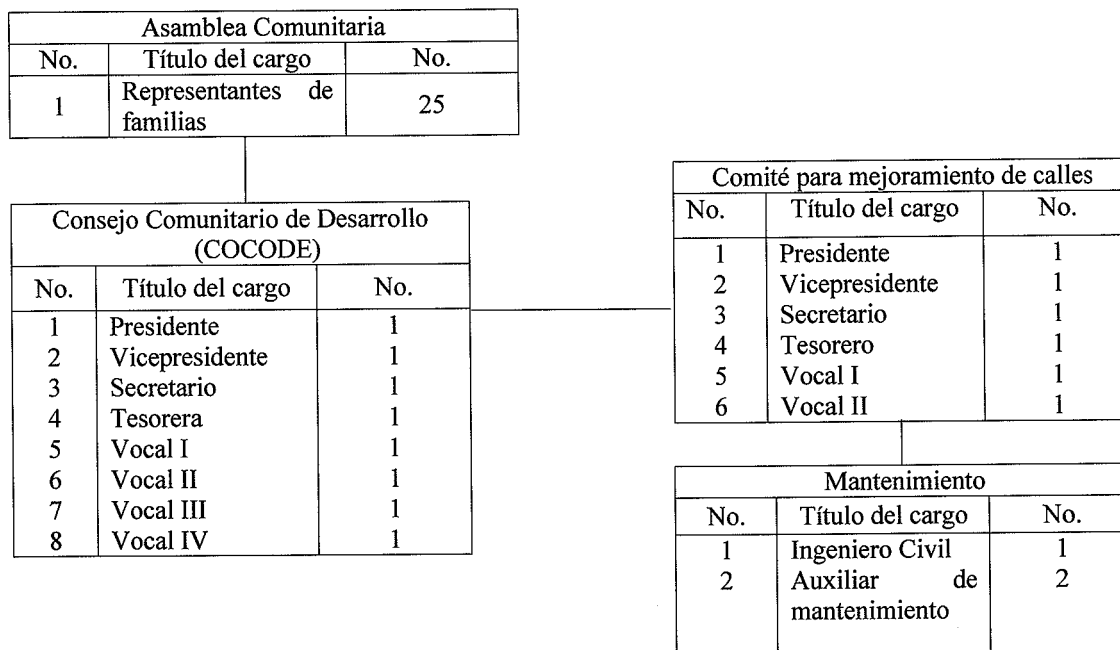 Asamblea Comunitaria
No. Título del cargo No.
1 Representantes de 25
familias
Consejo Comunitario de Desarrollo
(COCODE)
No. Título del cargo No.
1 Presidente 1
2 Vicepresidente 1
3 Secretario 1
4 Tesorera 1
5 Vocal I 1
6 Vocal II 1
7 Vocal III 1
8 Vocal IV 1
Comité para mejoramiento de calles
No. Título del cargo No.
1 Presidente 1
2 Vicepresidente 1
3 Secretario 1
4 Tesorero 1
5 Vocal I 1
6 Vocal II 1
Mantenimiento
No. Título del cargo No.
1 Ingeniero Civil 1
2 Auxiliar de 2
mantenimiento